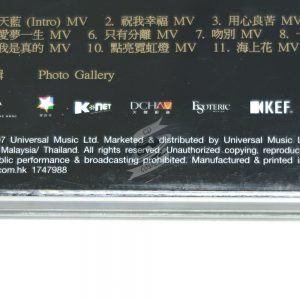 天藍 (Intro) MV 2. 祝我幸福 MV 3. 用心良苦 MV
愛夢一生 MV 6. 只有分離 MV 7. 吻別 MV 8.
我是真的 MV 10. 點亮霓虹燈 MV 11. 海上花 MV
Photo Gallery
K NET DCHAV ESOTERIC KEF
07 Universal Music Ltd. Marketed & distributed by Universal Music L
Malaysia/ Thailand. All rights reserved. Unauthorized copying, reproduc
public performance & broadcasting prohibited. Manufactured & printed i
com.hk 1747988